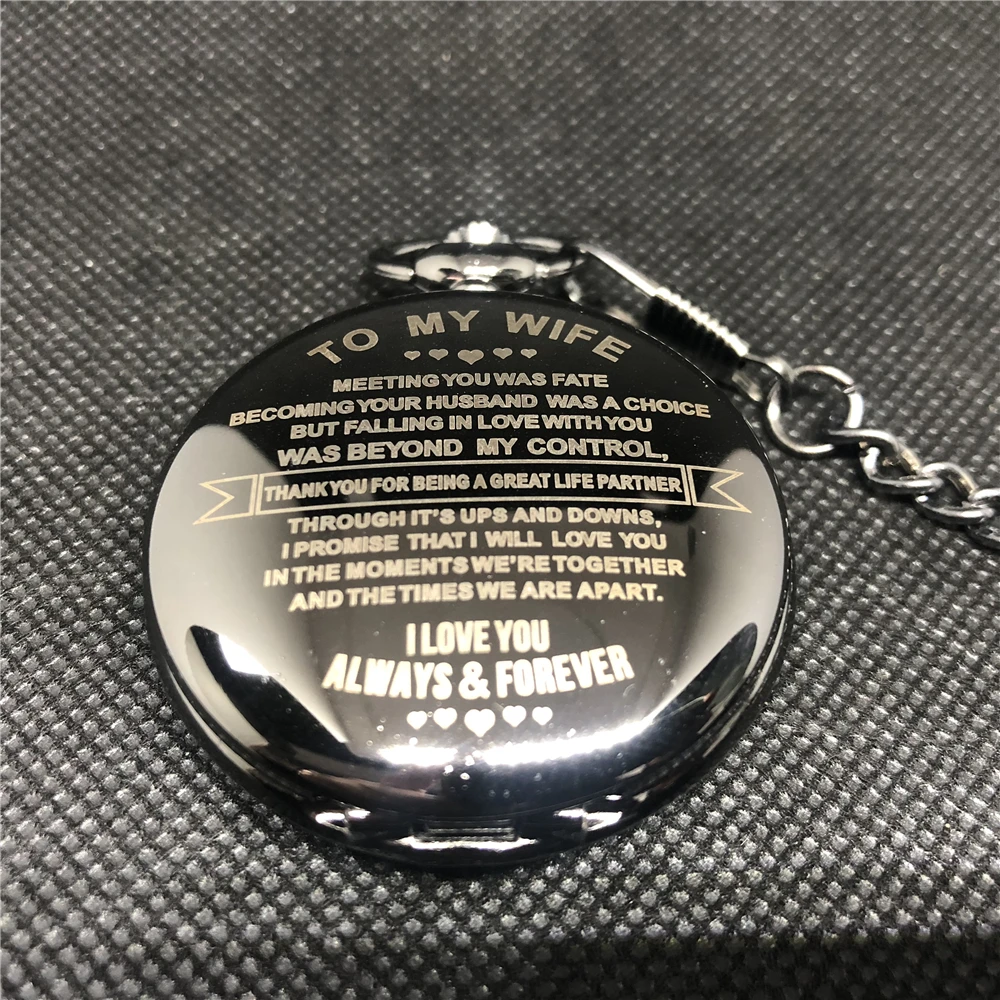 TO MY WIFE
MEETING YOU WAS FATE
BECOMING YOUR HUSBAND WAS A CHOICE
BUT FALLING IN LOVE WITH YOU
WAS BEYOND MY CONTROL,
THANK YOU FOR BEING A GREAT LIFE PARTNER
THROUGH IT'S UPS AND DOWNS,
I PROMISE THAT I WILL LOVE YOU
IN THE MOMENTS WE'RE TOGETHER
AND THE TIMES WE ARE APART.
I LOVE YOU
ALWAYS & FOREVER